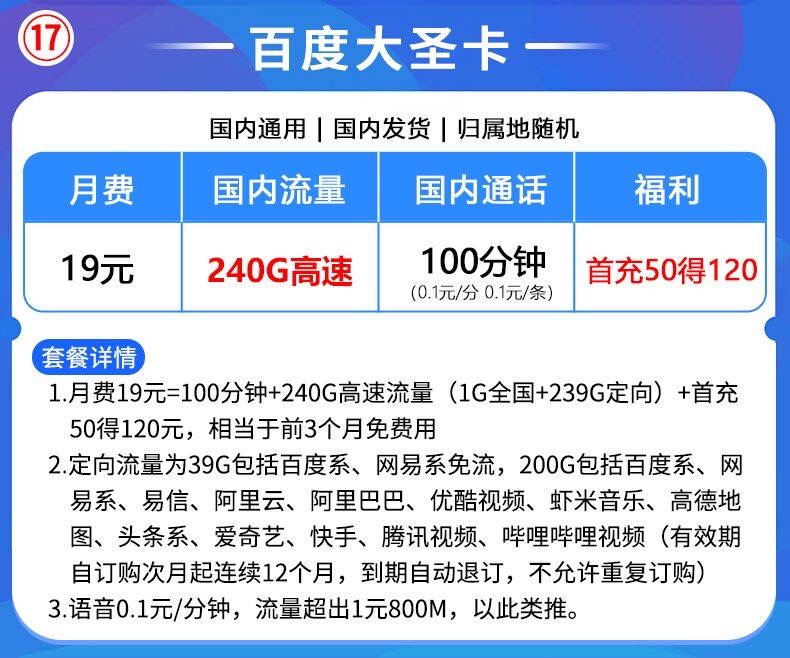 17
百度大圣卡
国内通用 | 国内发货 | 归属地随机
月费 国内流量 国内通话 福利
19元 240G高速 100分钟 首充50得120
(0.1元/分 0.1元/条)
套餐详情
1.月费19元=100分钟+240G高速流量（1G全国+239G定向）+首充
50得120元，相当于前3个月免费用
2.定向流量为39G包括百度系、网易系免流，200G包括百度系、网
易系、易信、阿里云、阿里巴巴、优酷视频、虾米音乐、高德地
图、头条系、爱奇艺、快手、腾讯视频、哔哩哔哩视频（有效期
自订购次月起连续12个月，到期自动退订，不允许重复订购）
3.语音0.1元/分钟，流量超出1元800M，以此类推。